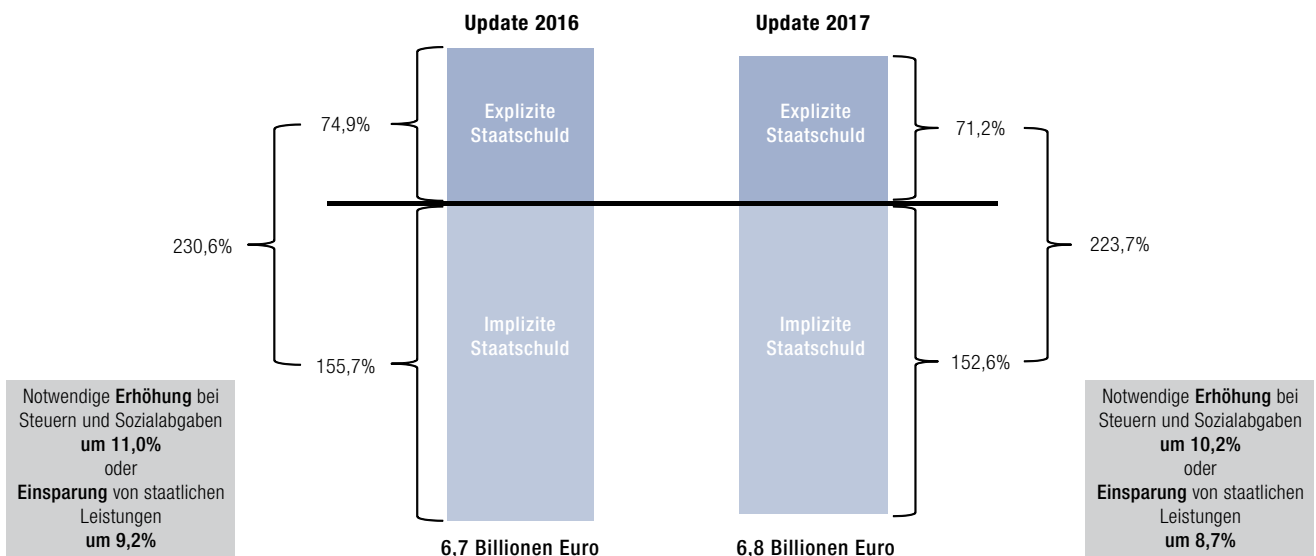 Update 2016
Update 2017
Explizite
Staatschuld
Explizite
Staatschuld
74,9%
71,2%
230,6%
223,7%
Implizite
Staatschuld
Implizite
Staatschuld
155,7%
152,6%
Notwendige Erhöhung bei
Steuern und Sozialabgaben
um 11,0%
oder
Einsparung von staatlichen
Leistungen
um 9,2%
Notwendige Erhöhung bei
Steuern und Sozialabgaben
um 10,2%
oder
Einsparung von staatlichen
Leistungen
um 8,7%
6,7 Billionen Euro
6,8 Billionen Euro